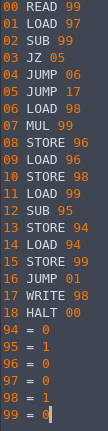 00 READ 99
01 LOAD 97
02 SUB 99
03 JZ 05
04 JUMP 06
05 JUMP 17
06 LOAD 98
07 MUL 99
08 STORE 96
09 LOAD 96
10 STORE 98
11 LOAD 99
12 SUB 95
13 STORE 94
14 LOAD 94
15 STORE 99
16 JUMP 01
17 WRITE 98
18 HALT 00
94 = 0
95 = 1
96 = 0
97 = 0
98 = 1
99 = 0